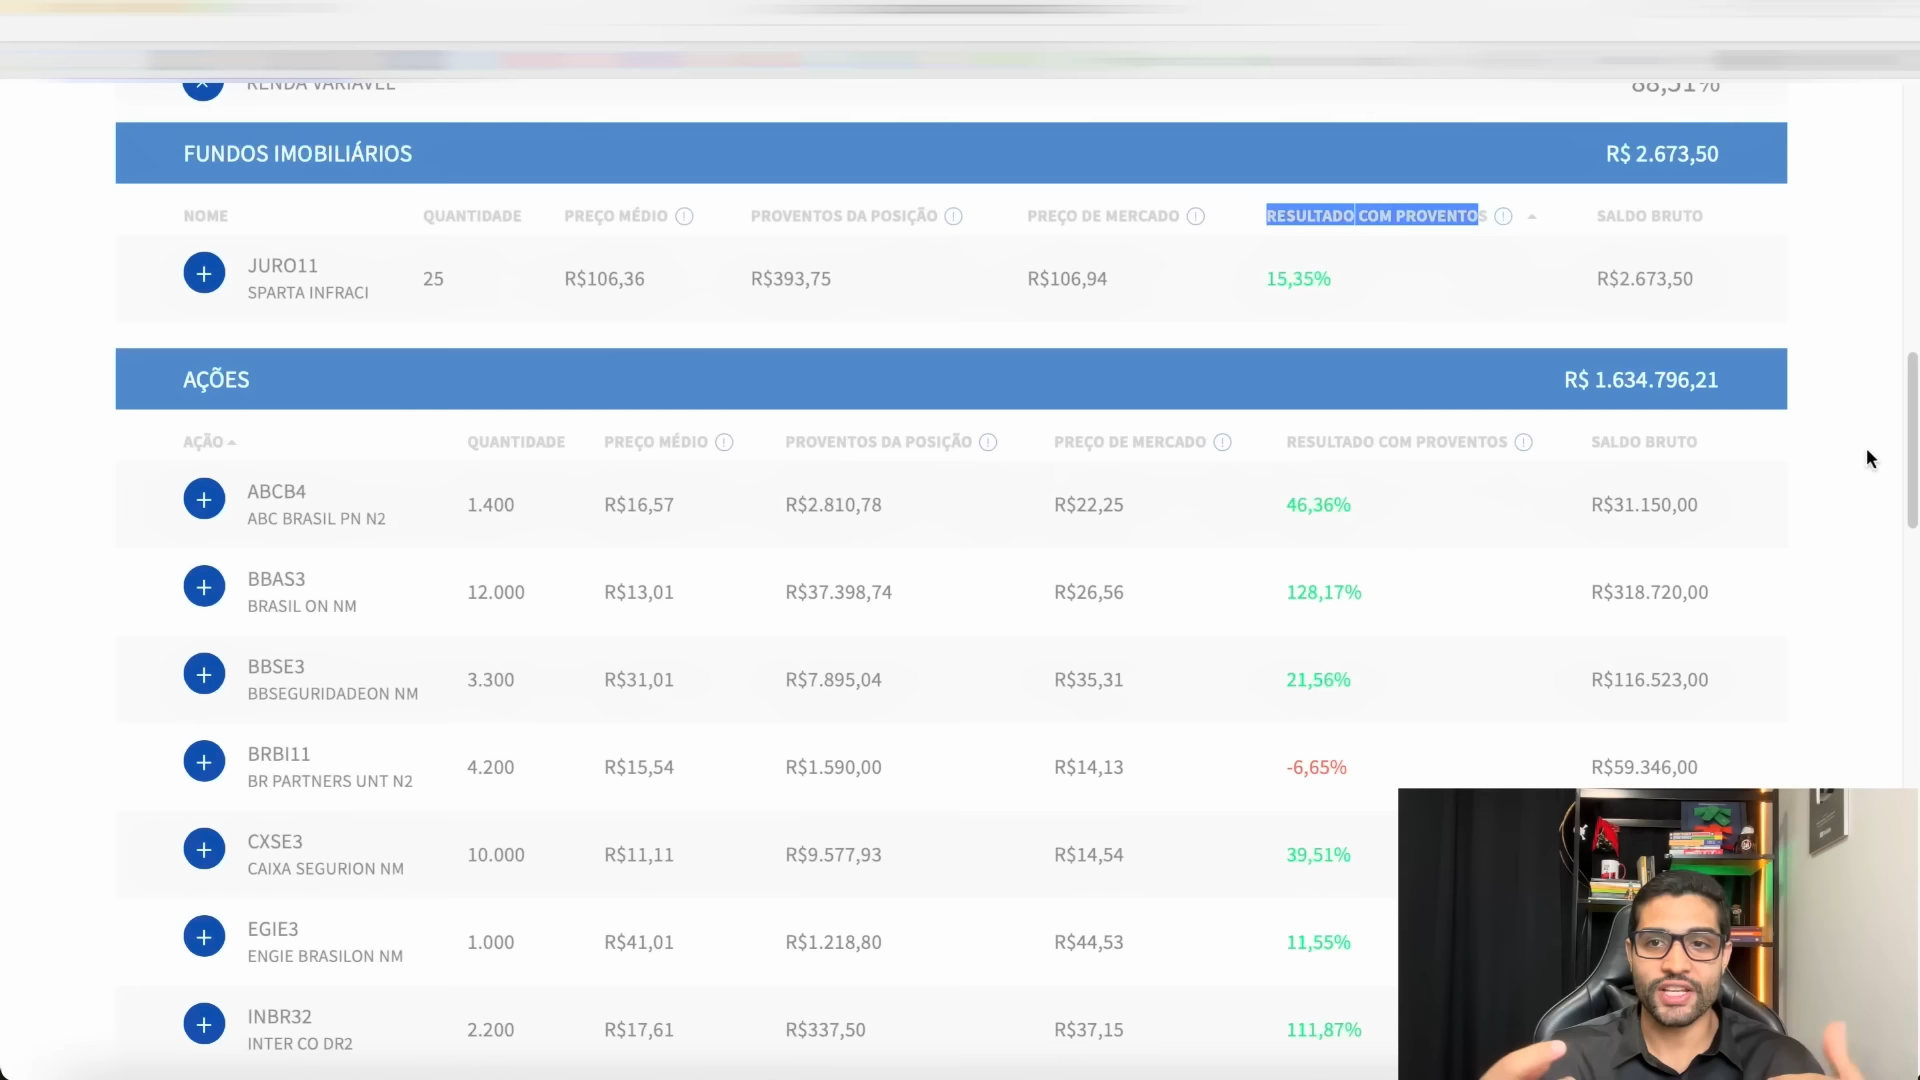 RENDA VARIÁVEL 88,51%
FUNDOS IMOBILIÁRIOS R$ 2.673,50
NOME QUANTIDADE PREÇO MÉDIO PROVENTOS DA POSIÇÃO PREÇO DE MERCADO RESULTADO COM PROVENTOS SALDO BRUTO
JURO11 25 R$106,36 R$393,75 R$106,94 15,35% R$2.673,50
SPARTA INFRACI
AÇÕES R$ 1.634.796,21
AÇÃO QUANTIDADE PREÇO MÉDIO PROVENTOS DA POSIÇÃO PREÇO DE MERCADO RESULTADO COM PROVENTOS SALDO BRUTO
ABCB4 1.400 R$16,57 R$2.810,78 R$22,25 46,36% R$31.150,00
ABC BRASIL PN N2
BBAS3 12.000 R$13,01 R$37.398,74 R$26,56 128,17% R$318.720,00
BRASIL ON NM
BBSE3 3.300 R$31,01 R$7.895,04 R$35,31 21,56% R$116.523,00
BBSEGURIDADEON NM
BRBI11 4.200 R$15,54 R$1.590,00 R$14,13 -6,65% R$59.346,00
BR PARTNERS UNT N2
CXSE3 10.000 R$11,11 R$9.577,93 R$14,54 39,51%
CAIXA SEGURION NM
EGIE3 1.000 R$41,01 R$1.218,80 R$44,53 11,55%
ENGIE BRASILON NM
INBR32 2.200 R$17,61 R$337,50 R$37,15 111,87%
INTER CO DR2